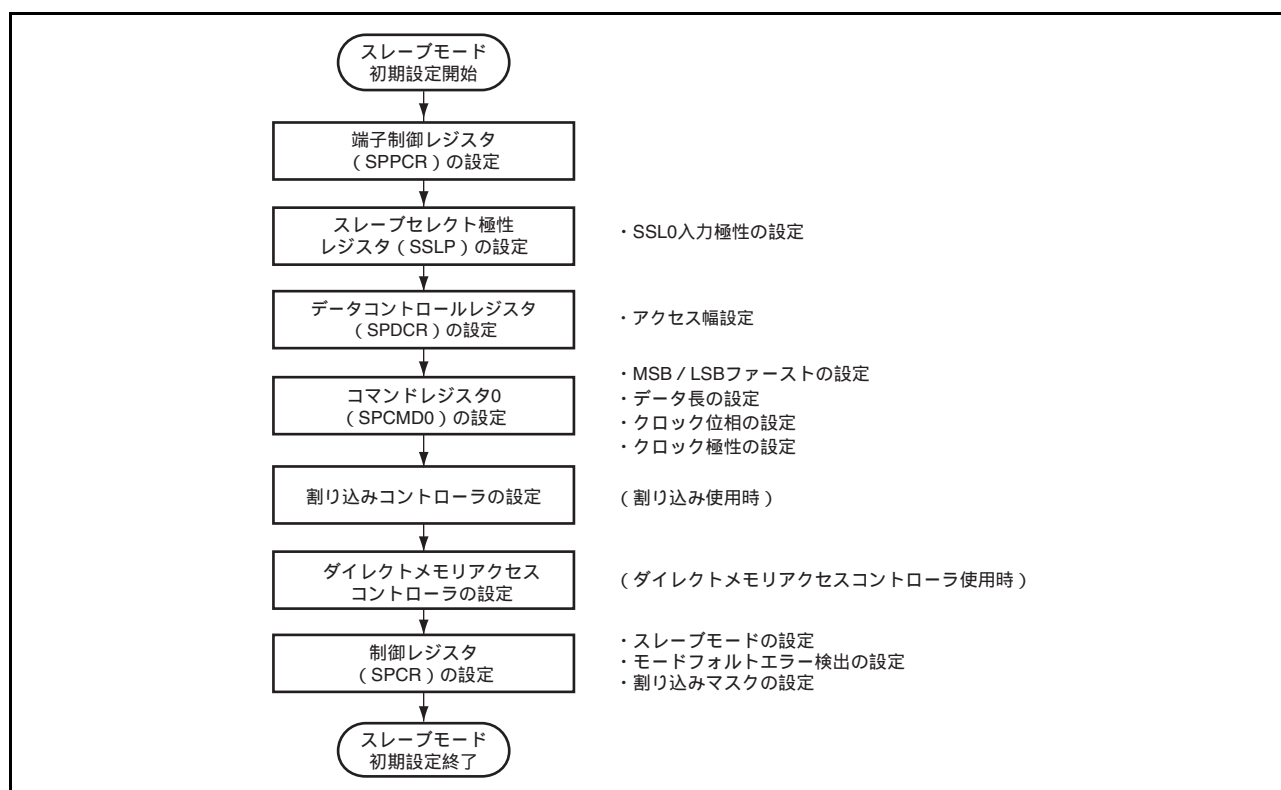 スレーブモード
初期設定開始
端子制御レジスタ
(SPPCR)の設定
スレーブセレクト極性
レジスタ(SSLP)の設定
・SSL0入力極性の設定
データコントロールレジスタ
(SPDCR)の設定
・アクセス幅設定
コマンドレジスタ0
(SPCMD0)の設定
・MSB/LSBファーストの設定
・データ長の設定
・クロック位相の設定
・クロック極性の設定
割り込みコントローラの設定
(割り込み使用時)
ダイレクトメモリアクセス
コントローラの設定
(ダイレクトメモリアクセスコントローラ使用時)
制御レジスタ
(SPCR)の設定
・スレーブモードの設定
・モードフォルトエラー検出の設定
・割り込みマスクの設定
スレーブモード
初期設定終了